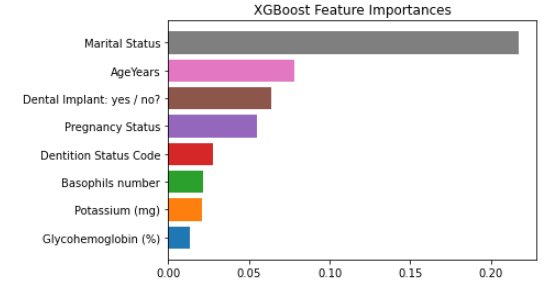 XGBoost Feature Importances
Marital Status
AgeYears
Dental Implant: yes / no?
Pregnancy Status
Dentition Status Code
Basophils number
Potassium (mg)
Glycohemoglobin (%)
0.00 0.05 0.10 0.15 0.20